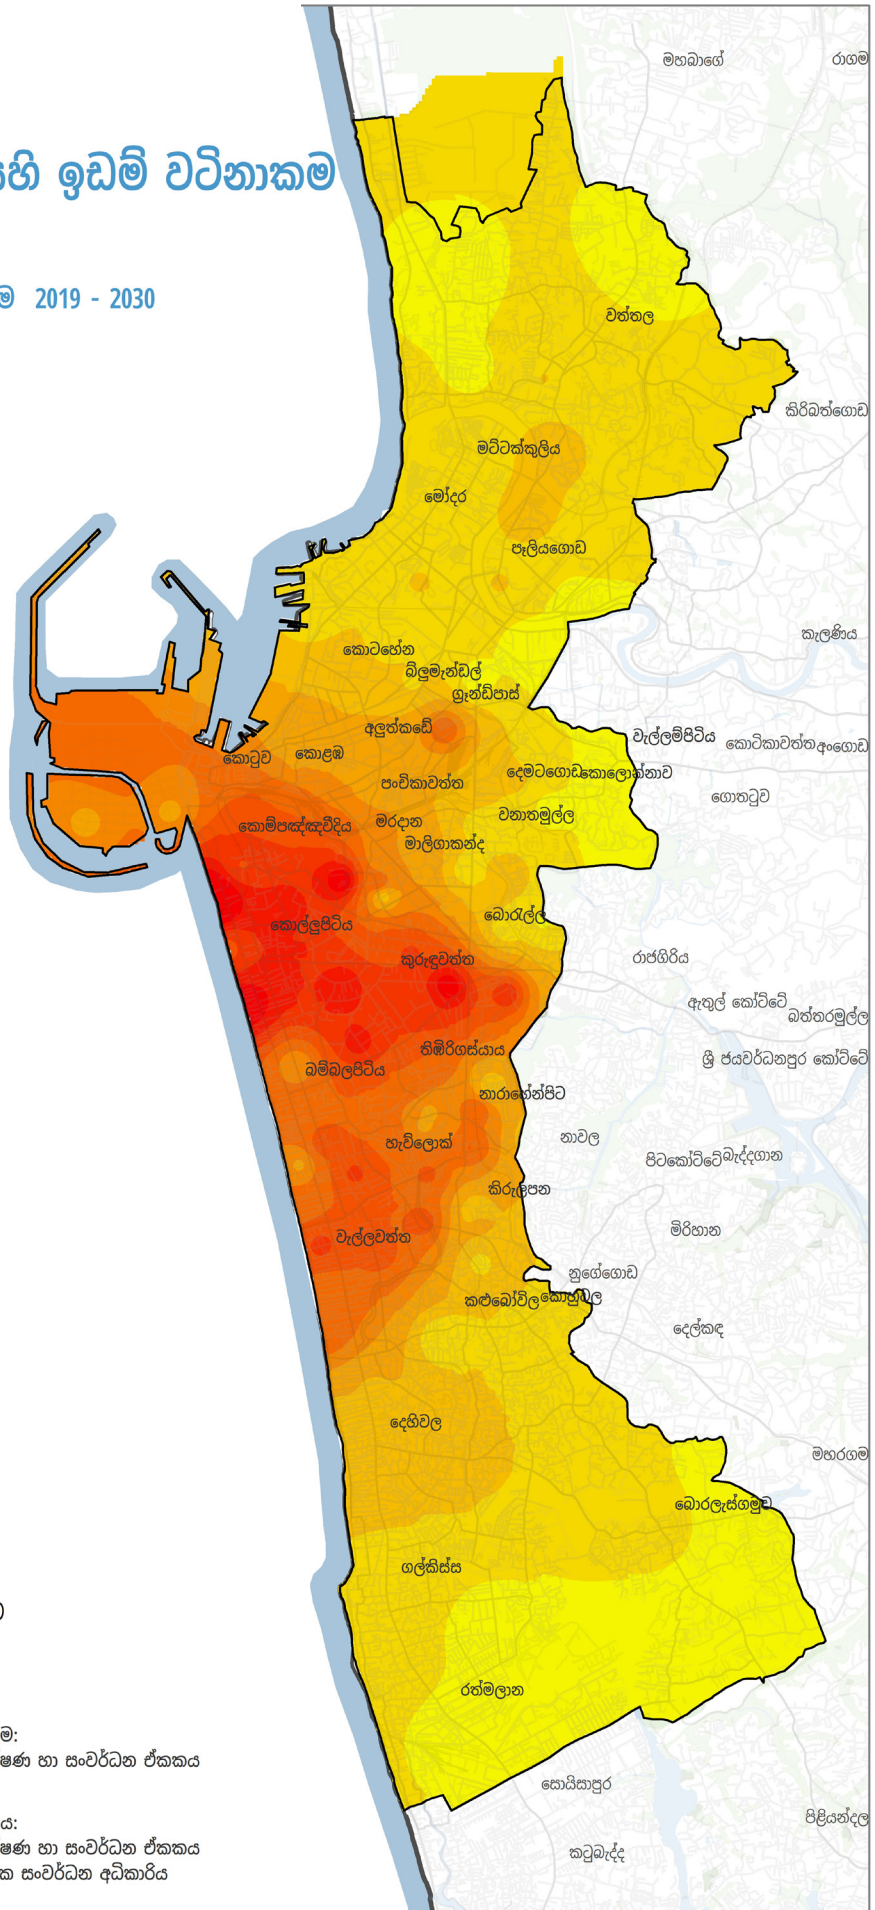 මහබාගේ
රාගම
ඉඩම් වටිනාකම
2019 - 2030
වත්තල
කිරිබත්ගොඩ
මට්ටක්කුලිය
මෝදර
පෑලියගොඩ
කැලණිය
කොටහේන
බ්ලුමැන්ඩල්
ග්‍රෑන්ඩ්පාස්
අලුත්කඩේ
වැල්ලම්පිටිය
කොටිකාවත්ත
අංගොඩ
කොටුව
කොළඹ
දෙමටගොඩ
කොලොන්නාව
පංචිකාවත්ත
ගොතටුව
වනාතමුල්ල
කොම්පඤ්ඤවීදිය
මරදාන
මාලිගාකන්ද
බොරැල්ල
කොල්ලුපිටිය
කුරුඳුවත්ත
රාජගිරිය
ඇතුල් කෝට්ටේ
බත්තරමුල්ල
තිඹිරිගස්යාය
ශ්‍රී ජයවර්ධනපුර කෝට්ටේ
බම්බලපිටිය
නාරාහේන්පිට
නාවල
හැව්ලොක්
පිටකෝට්ටේ
බැද්දගාන
කිරුලපන
මිරිහාන
වැල්ලවත්ත
නුගේගොඩ
කළුබෝවිල
කොහුවල
දෙල්කඳ
දෙහිවල
මහරගම
බොරලැස්ගමුව
ගල්කිස්ස
රත්මලාන
ෂණ හා සංවර්ධන ඒකකය
සොයිසාපුර
පිළියන්දල
ෂණ හා සංවර්ධන ඒකකය
කටුබැද්ද
සංවර්ධන අධිකාරිය